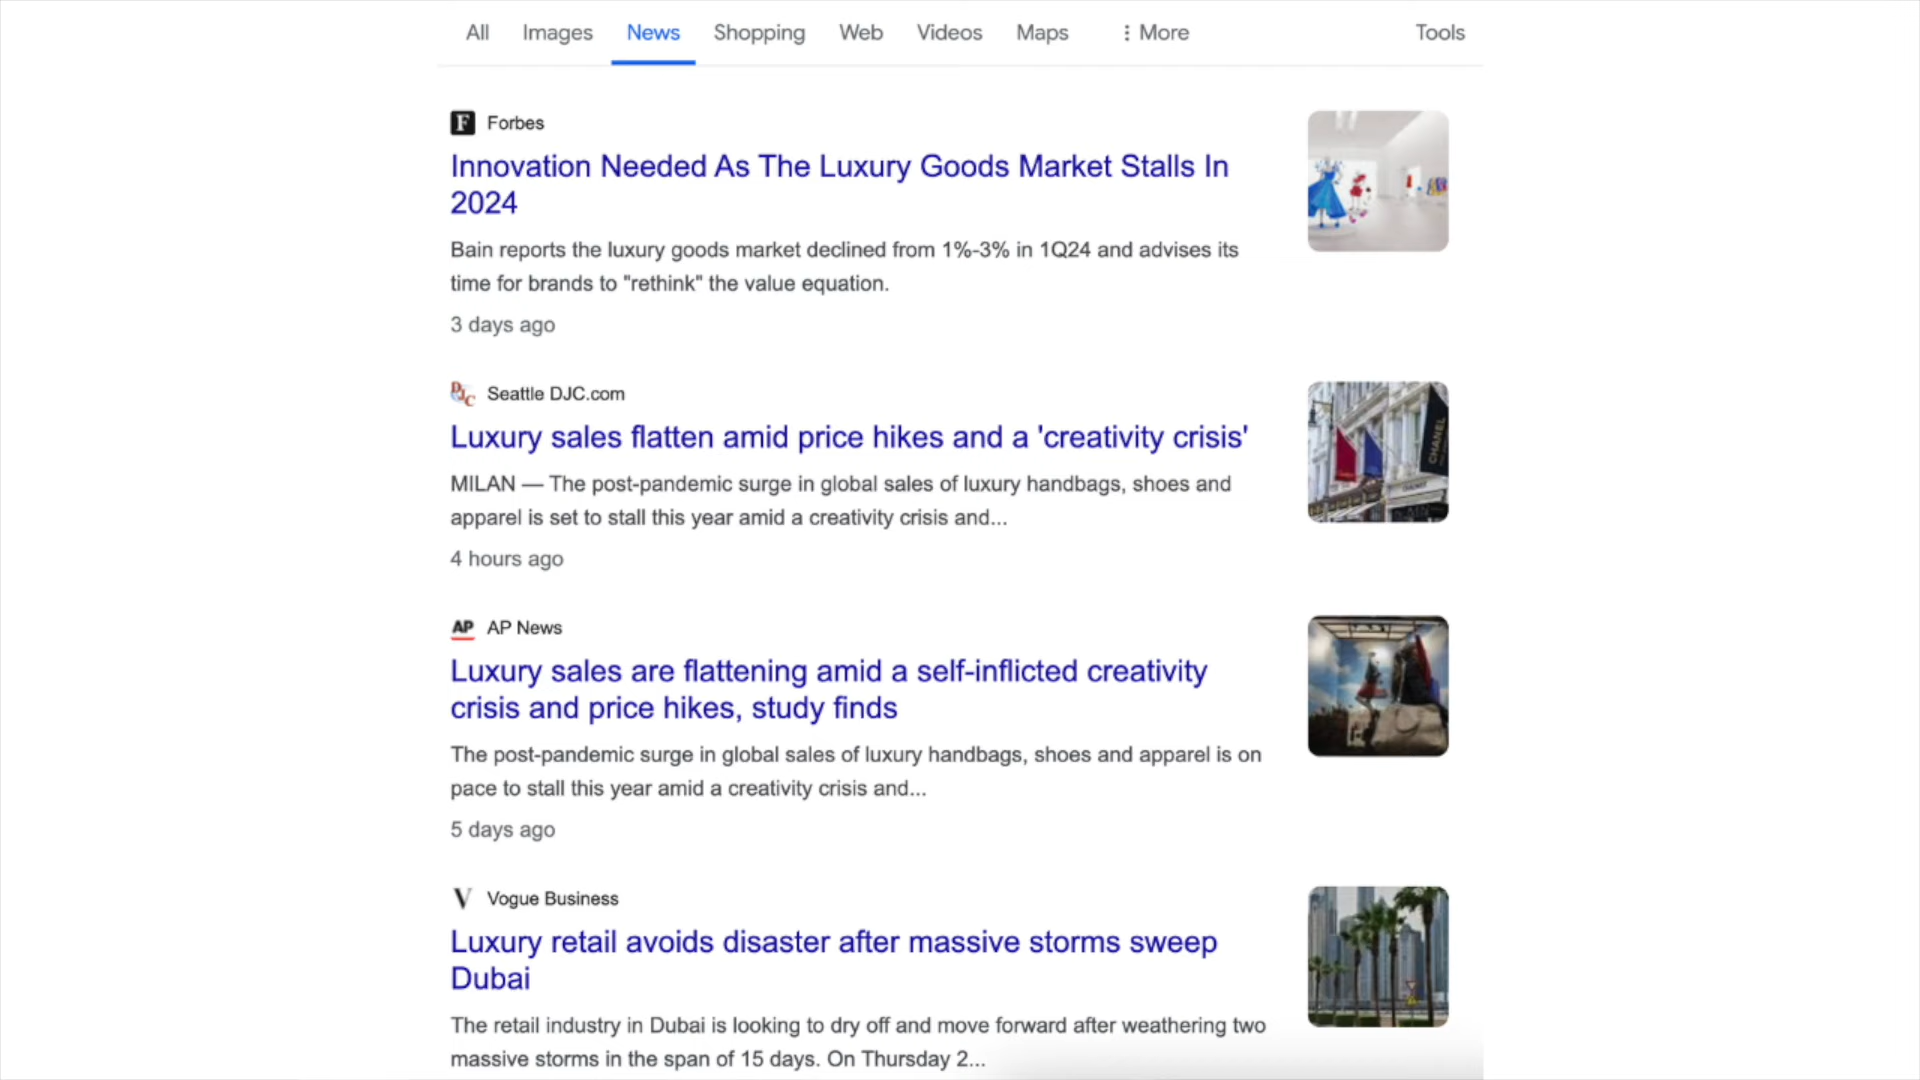 All Images News Shopping Web Videos Maps More Tools
F Forbes
Innovation Needed As The Luxury Goods Market Stalls In
2024
Bain reports the luxury goods market declined from 1%-3% in 1Q24 and advises its
time for brands to "rethink" the value equation.
3 days ago
DJC Seattle DJC.com
Luxury sales flatten amid price hikes and a 'creativity crisis'
MILAN — The post-pandemic surge in global sales of luxury handbags, shoes and
apparel is set to stall this year amid a creativity crisis and...
4 hours ago
CHANEL
AP AP News
Luxury sales are flattening amid a self-inflicted creativity
crisis and price hikes, study finds
The post-pandemic surge in global sales of luxury handbags, shoes and apparel is on
pace to stall this year amid a creativity crisis and...
5 days ago
V Vogue Business
Luxury retail avoids disaster after massive storms sweep
Dubai
The retail industry in Dubai is looking to dry off and move forward after weathering two
massive storms in the span of 15 days. On Thursday 2...